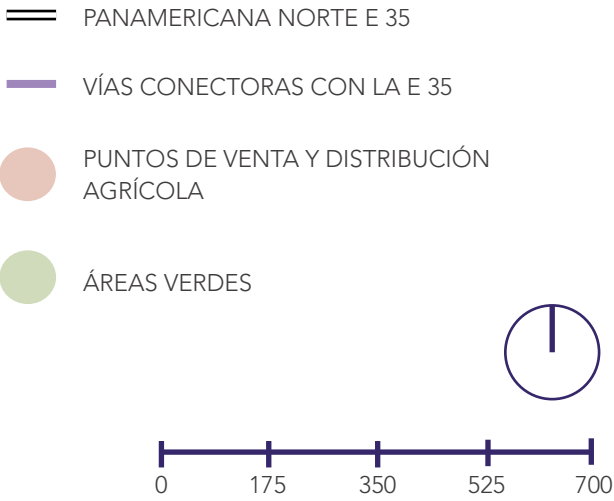 PANAMERICANA NORTE E 35
VÍAS CONECTORAS CON LA E 35
PUNTOS DE VENTA Y DISTRIBUCIÓN
AGRÍCOLA
ÁREAS VERDES
0 175 350 525 700